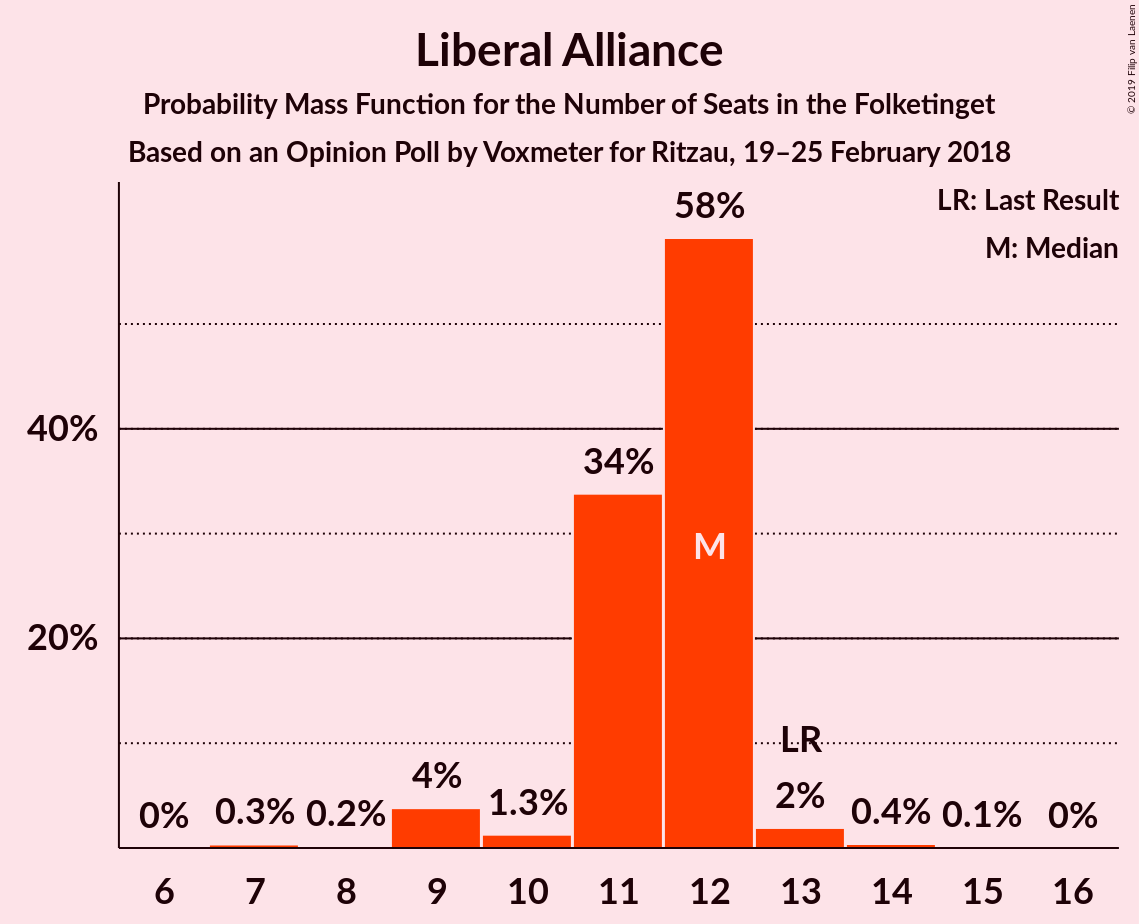 Liberal Alliance
Probability Mass Function for the Number of Seats in the Folketinget
Based on an Opinion Poll by Voxmeter for Ritzau, 19–25 February 2018
© 2019 Filip van Laenen
LR: Last Result
M: Median
58%
40%
34%
M
20%
LR
0%
0.3%
0.2%
4%
1.3%
2%
0.4%
0.1%
0%
6 7 8 9 10 11 12 13 14 15 16